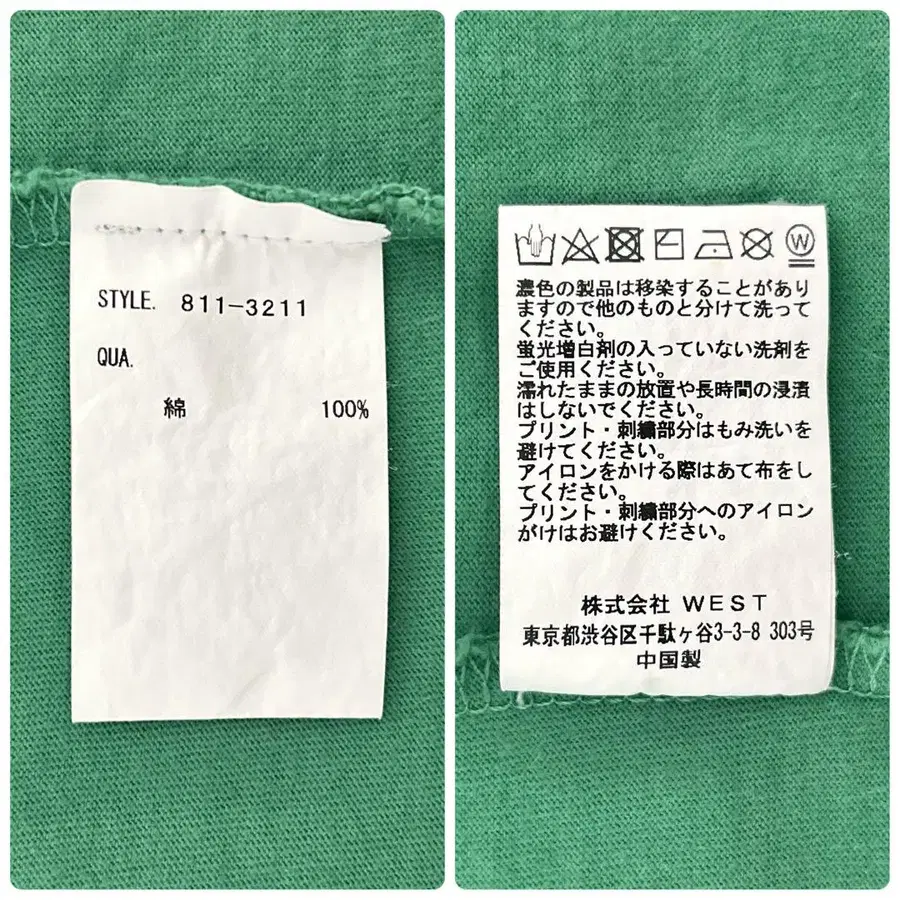 STYLE. 811-3211
QUA.
綿 100%
W
濃色の製品は移染することがあり
ますので他のものと分けて洗って
ください。
蛍光増白剤の入っていない洗剤を
ご使用ください。
濡れたままの放置や長時間の浸漬
はしないでください。
プリント・刺繍部分はもみ洗いを
避けてください。
アイロンをかける際はあて布をし
てください。
プリント・刺繍部分へのアイロン
がけはお避けください。
株式会社 WEST
東京都渋谷区千駄ヶ谷3-3-8 303号
中国製